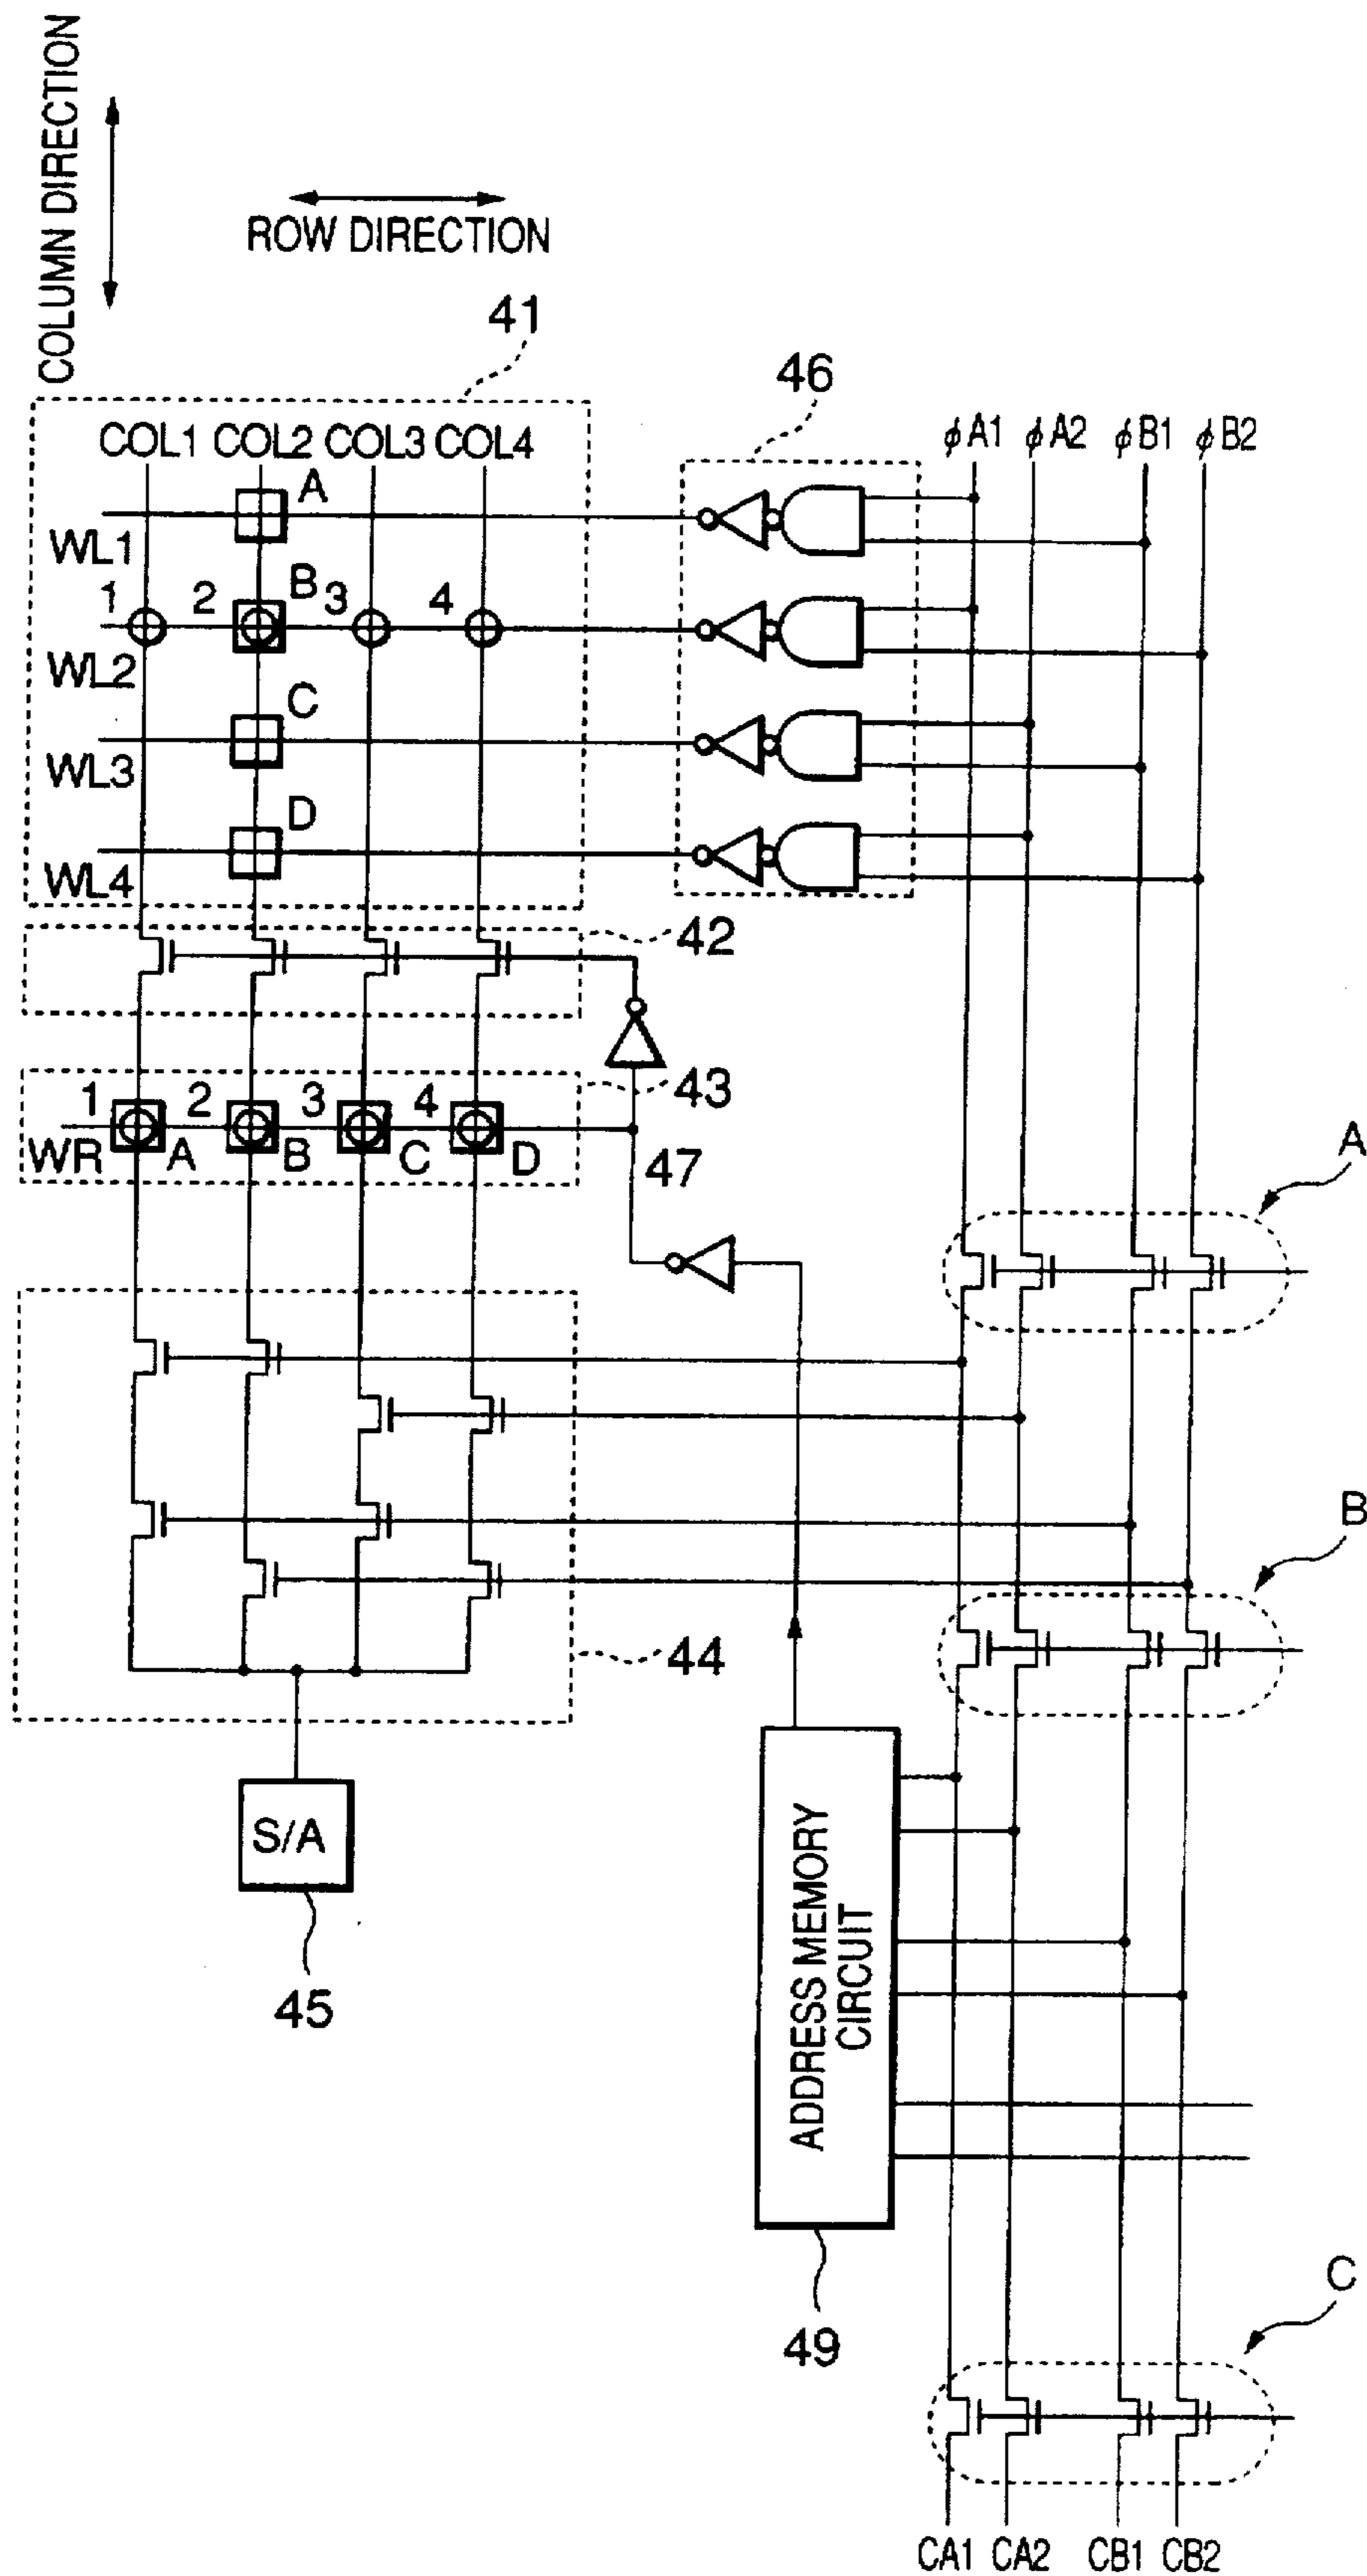 COLUMN DIRECTION
ROW DIRECTION
41
46
COL1 COL2 COL3 COL4
ϕA1 ϕA2 ϕB1 ϕB2
A
WL1
1 2 B 3 4
WL2
C
WL3
D
WL4
42
43
1 2 3 4
WR A B C D
47
A
B
44
S/A
45
ADDRESS MEMORY
CIRCUIT
49
C
CA1 CA2 CB1 CB2